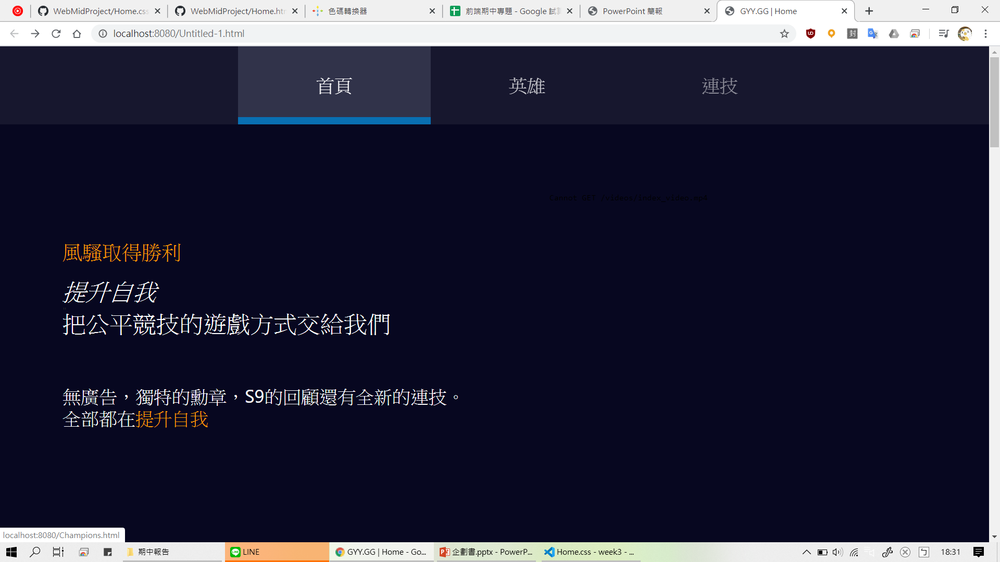 WebMidProject/Home.css
WebMidProject/Home.htm
色碼轉換器
前端期中專題 - Google 試算
PowerPoint 簡報
GYY.GG | Home
localhost:8080/Untitled-1.html
首頁
英雄
連技
Cannot GET /videos/index_video.mp4
風騷取得勝利
提升自我
"
把公平競技的遊戲方式交給我們
無廣告，獨特的勳章，S9的回顧還有全新的連技。
全部都在提升自我
localhost:8080/Champions.html
期中報告
LINE
GYY.GG | Home - Go...
企劃書.pptx - PowerP...
Home.css - week3 - ...
18:31